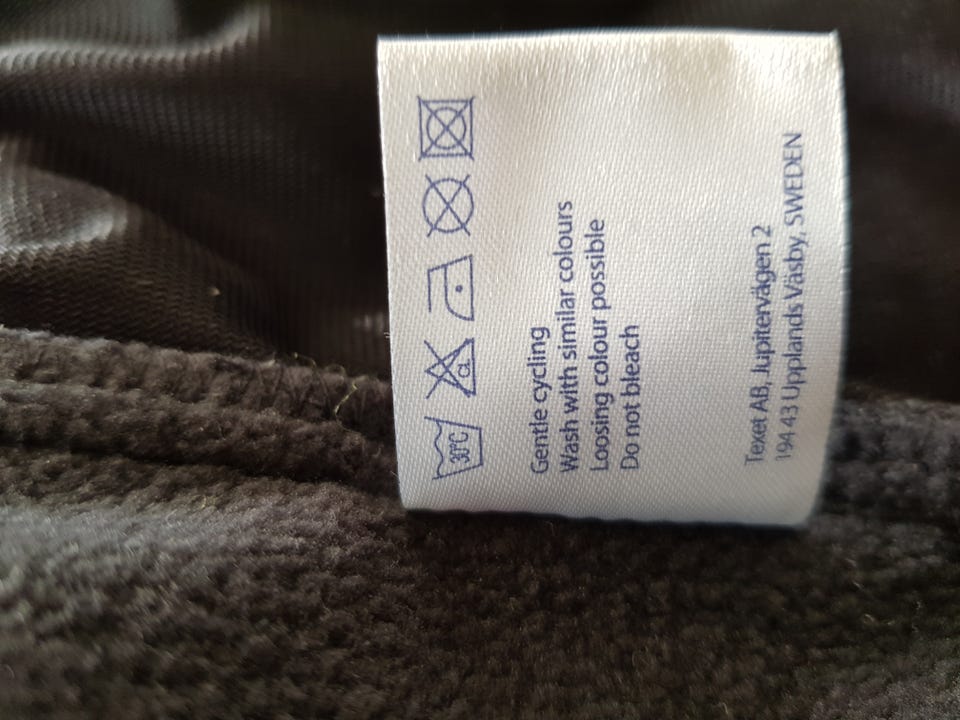 30°C a
Gentle cycling
Wash with similar colours
Loosing colour possible
Do not bleach
Texet AB, Jupitervägen 2
194 43 Upplands Väsby, SWEDEN